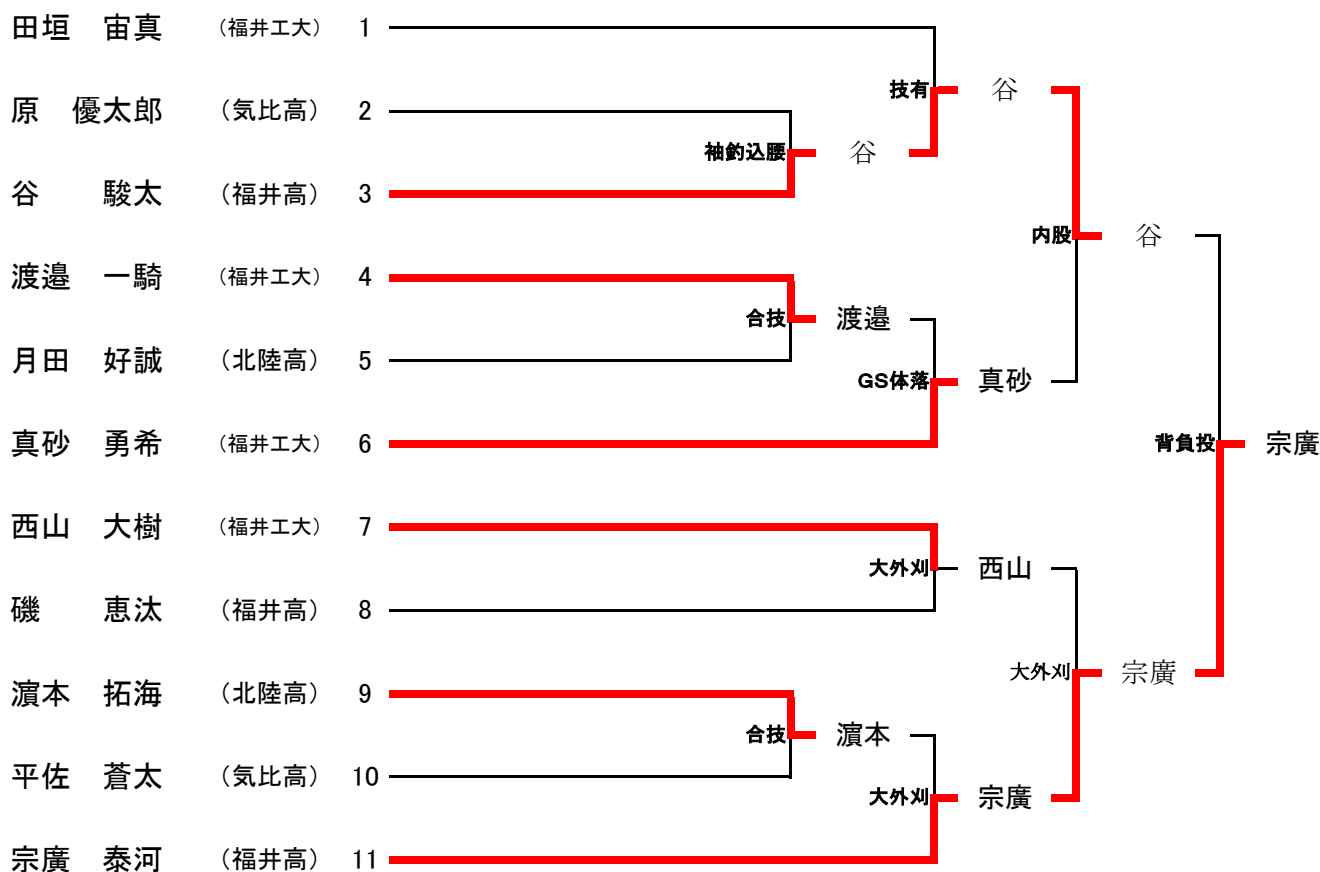 田垣 宙真 （福井工大） 1
技有 谷
原 優太郎 （気比高） 2
袖釣込腰 谷
谷 駿太 （福井高） 3
内股 谷
渡邉 一騎 （福井工大） 4
合技 渡邉
月田 好誠 （北陸高） 5
GS体落 真砂
真砂 勇希 （福井工大） 6
背負投 宗廣
西山 大樹 （福井工大） 7
大外刈 西山
磯 恵汰 （福井高） 8
大外刈 宗廣
濵本 拓海 （北陸高） 9
合技 濵本
平佐 蒼太 （気比高） 10
大外刈 宗廣
宗廣 泰河 （福井高） 11